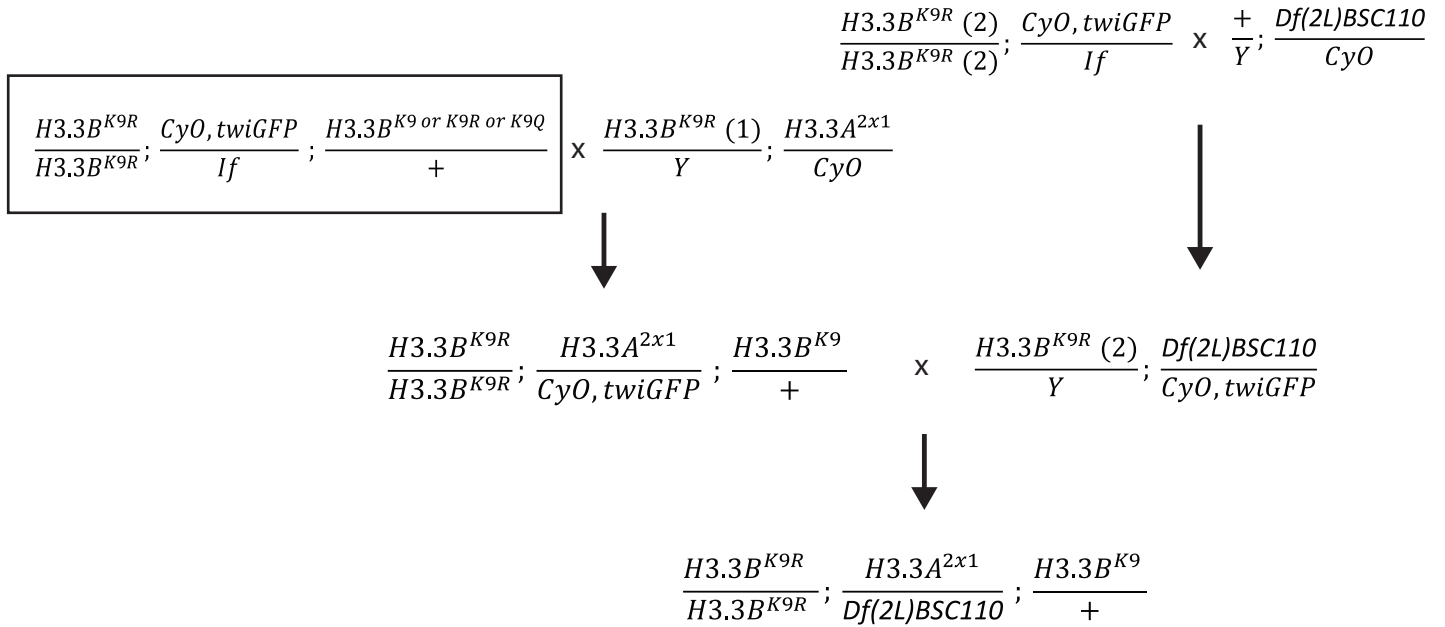 H3.3B^{K9R} (2) / H3.3B^{K9R} (2) ; CyO, twiGFP / If x + / Y ; Df(2L)BSC110 / CyO
H3.3B^{K9R} / H3.3B^{K9R} ; CyO, twiGFP / If ; H3.3B^{K9 or K9R or K9Q} / + x H3.3B^{K9R} (1) / Y ; H3.3A^{2x1} / CyO
H3.3B^{K9R} / H3.3B^{K9R} ; H3.3A^{2x1} / CyO, twiGFP ; H3.3B^{K9} / + x H3.3B^{K9R} (2) / Y ; Df(2L)BSC110 / CyO, twiGFP
H3.3B^{K9R} / H3.3B^{K9R} ; H3.3A^{2x1} / Df(2L)BSC110 ; H3.3B^{K9} / +